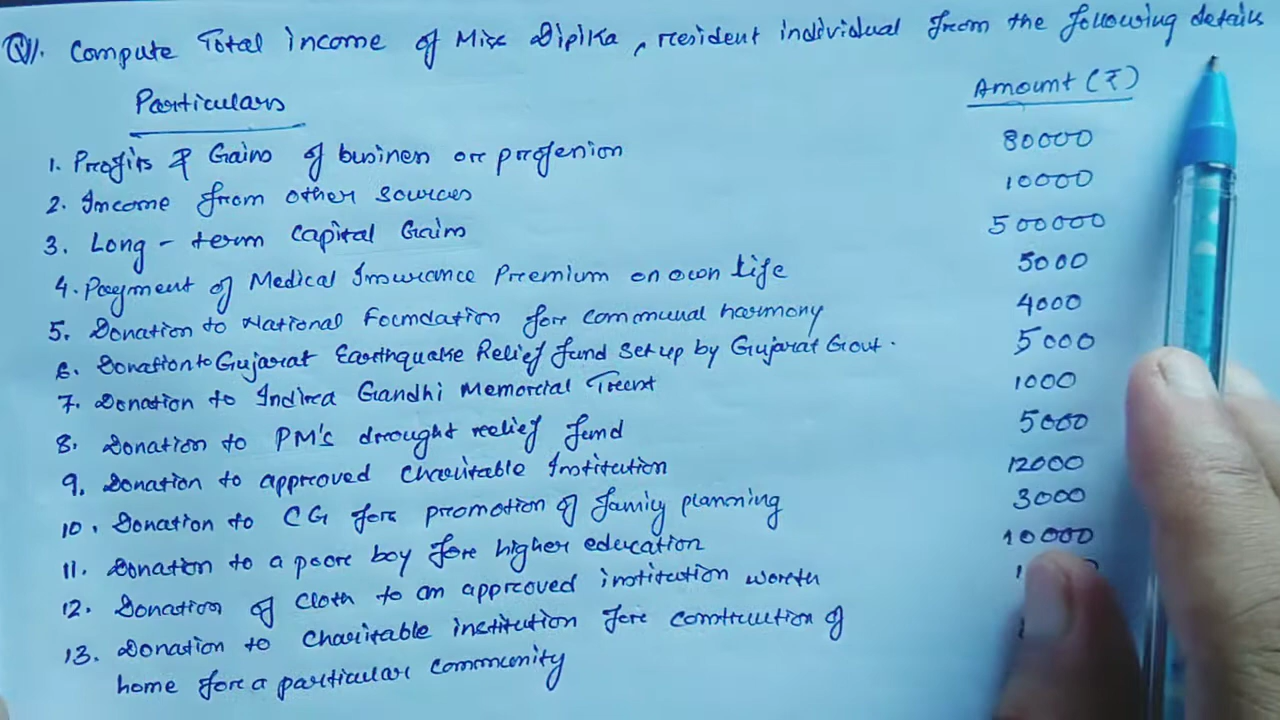 Q1. Compute Total income of Miss Dipika, resident individual from the following details
Particulars Amount (₹)
1. Profits & Gains of business or profession 80000
2. Income from other sources 10000
3. Long-term Capital Gains 500000
4. Payment of Medical Insurance Premium on own life 5000
5. Donation to National Foundation for communal harmony 4000
6. Donation to Gujarat Earthquake Relief fund set up by Gujarat Govt. 5000
7. Donation to Indira Gandhi Memorial Trust 1000
8. Donation to PM's drought relief fund 5000
9. Donation to approved charitable Institution 12000
10. Donation to CG for promotion of family planning 3000
11. Donation to a poor boy for higher education 10000
12. Donation of cloth to an approved institution worth
13. Donation to charitable institution for construction of
home for a particular community